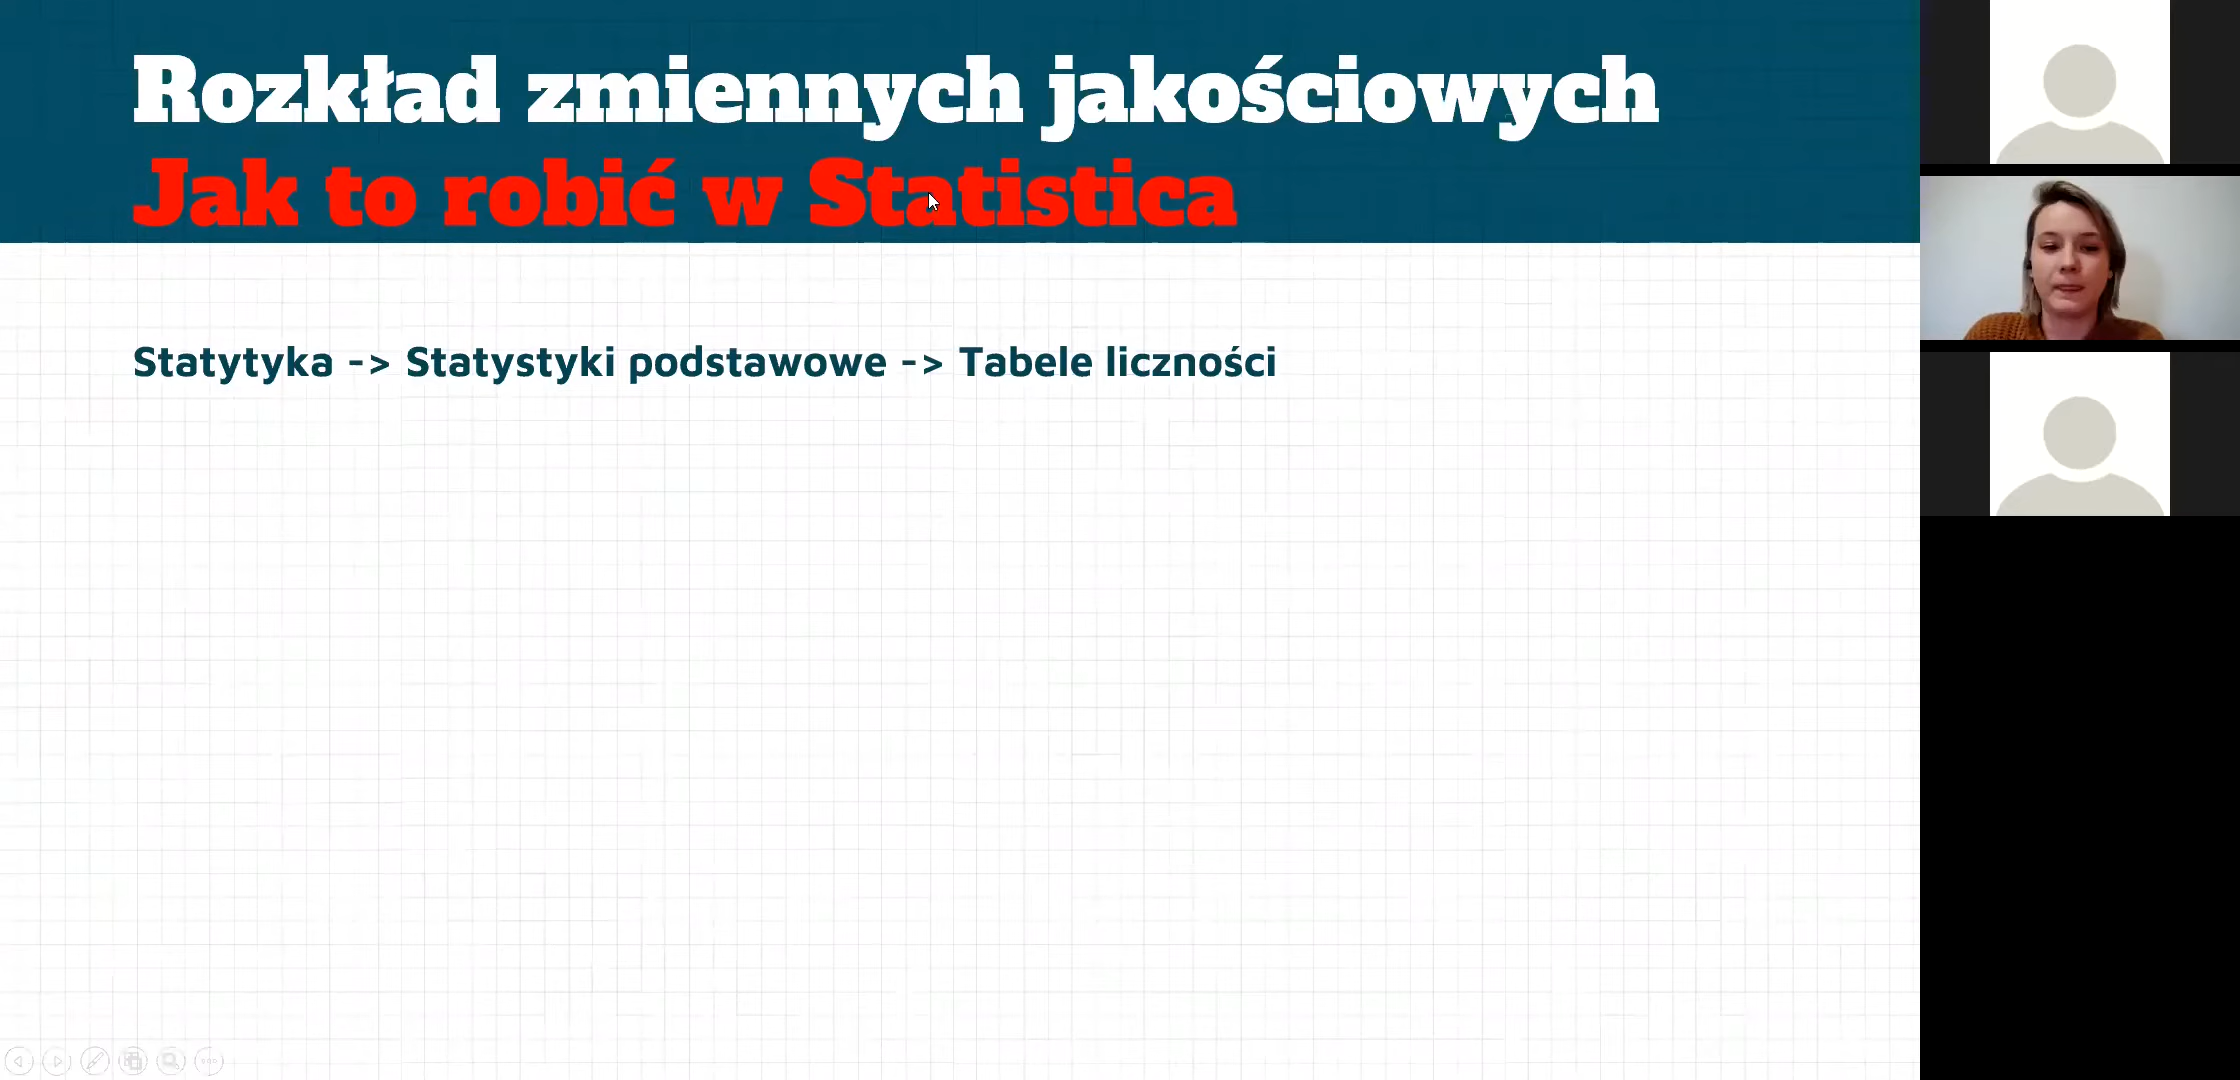 Rozkład zmiennych jakościowych
Jak to robić w Statistica
Statytyka -> Statystyki podstawowe -> Tabele liczności